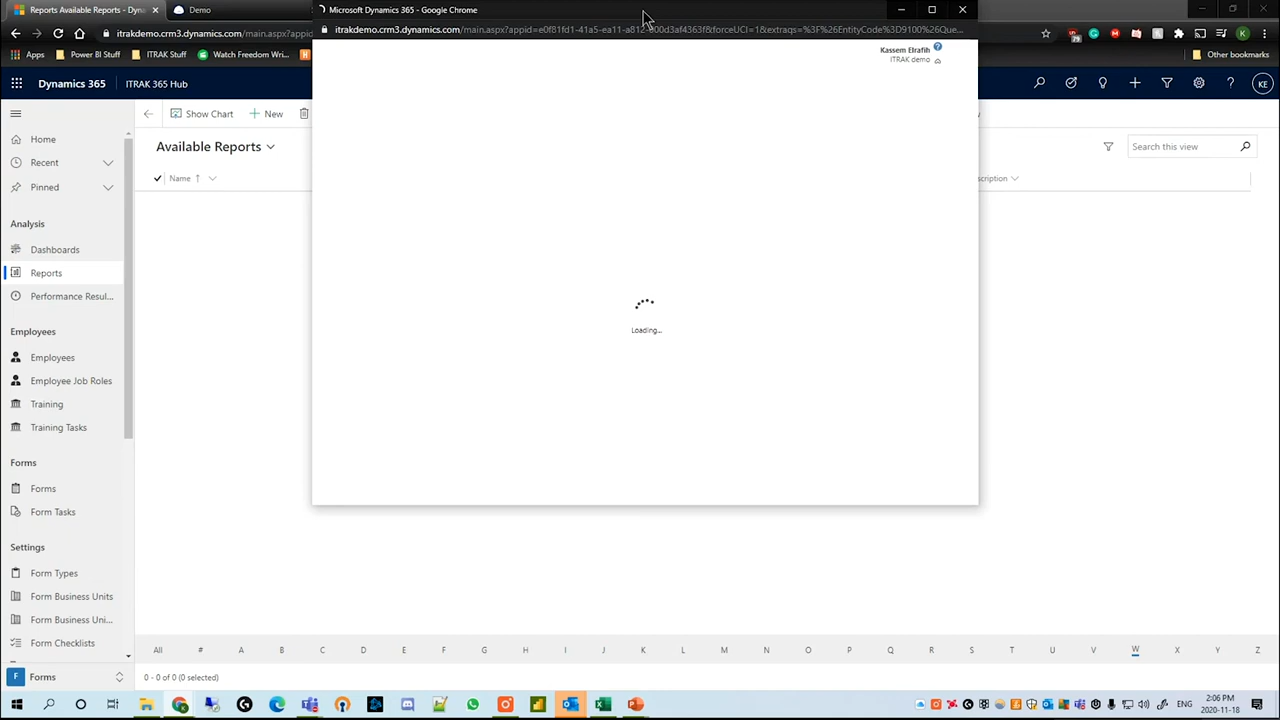 Reports Available Reports - Dyna
Demo
Microsoft Dynamics 365 - Google Chrome
itrakdemo.crm3.dynamics.com/main.aspx?appid
itrakdemo.crm3.dynamics.com/main.aspx?appid=e0f81fd1-41a5-ea11-a812-000d3af4363f&forceUCI=1&extraqs=%3F%26EntityCode%3D9100%26Que...
Apps
Power BI Stuff
ITRAK Stuff
Wades Freedom Wri...
Other bookmarks
Kassem Elrafih
ITRAK demo
Dynamics 365
ITRAK 365 Hub
KE
Show Chart
New
Home
Recent
Pinned
Available Reports
Search this view
Name
scription
Analysis
Dashboards
Reports
Performance Resul...
Employees
Employees
Employee Job Roles
Training
Training Tasks
Loading...
Forms
Forms
Form Tasks
Settings
Form Types
Form Business Units
Form Business Uni...
Form Checklists
All # A B C D E F G H I J K L M N O P Q R S T U V W X Y Z
F Forms
0 - 0 of 0 (0 selected)
2:06 PM
2020-11-18